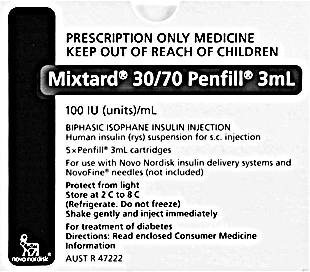 PRESCRIPTION ONLY MEDICINE
KEEP OUT OF REACH OF CHILDREN
Mixtard® 30/70 Penfill® 3mL
100 IU (units)/mL
BIPHASIC ISOPHANE INSULIN INJECTION
Human insulin (rys) suspension for s.c. injection
5 x Penfill® 3mL cartridges
For use with Novo Nordisk insulin delivery systems and
NovoFine® needles (not included)
Protect from light
Store at 2 C to 8 C
(Refrigerate. Do not freeze)
Shake gently and inject immediately
For treatment of diabetes
Directions: Read enclosed Consumer Medicine
Information
AUST R 47222
novo nordisk®